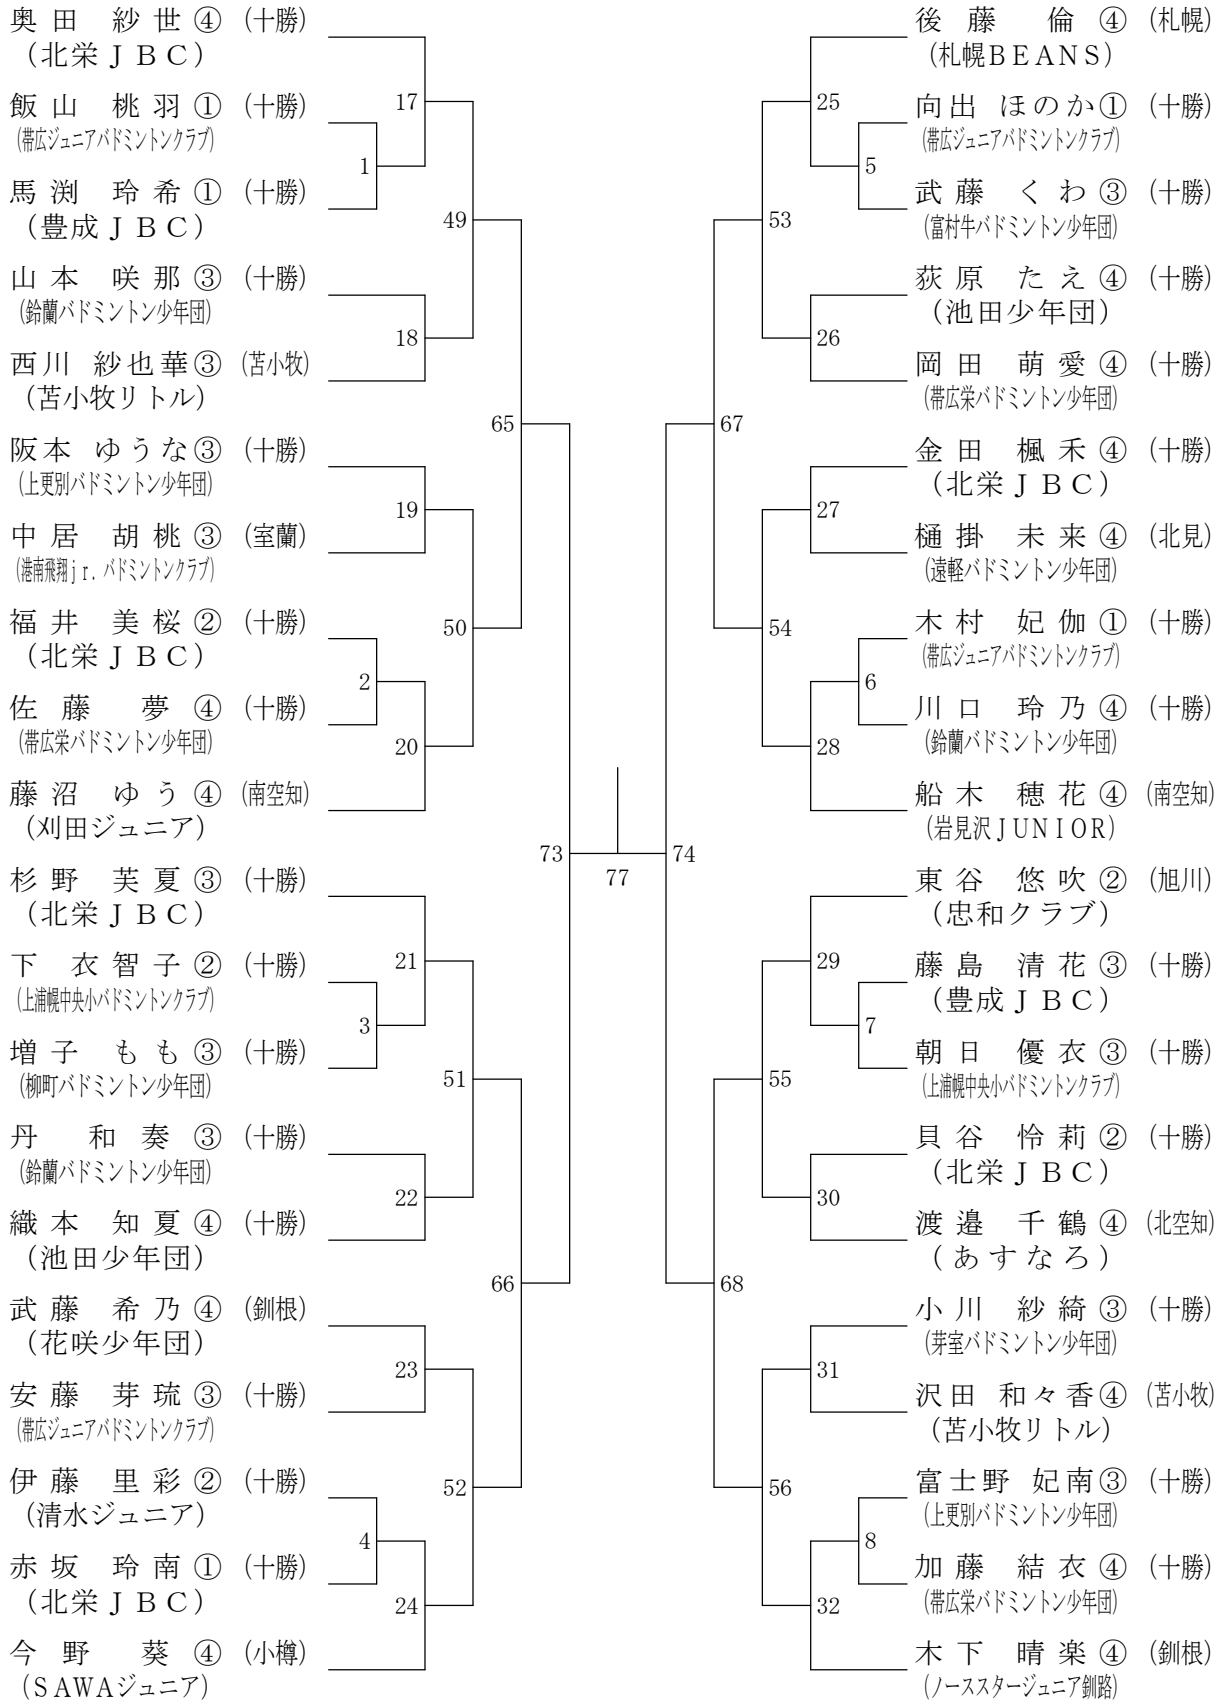 奥田 紗世④ (十勝)
(北栄JBC)
17
飯山 桃羽① (十勝)
(帯広ジュニアバドミントンクラブ)
1
馬渕 玲希① (十勝)
(豊成JBC)
49
山本 咲那③ (十勝)
(鈴蘭バドミントン少年団)
18
西川 紗也華③ (苫小牧)
(苫小牧リトル)
65
阪本 ゆうな③ (十勝)
(上更別バドミントン少年団)
19
中居 胡桃③ (室蘭)
(港南飛翔jr.バドミントンクラブ)
福井 美桜② (十勝)
(北栄JBC)
50
2
佐藤 夢④ (十勝)
(帯広栄バドミントン少年団)
20
藤沼 ゆう④ (南空知)
(刈田ジュニア)
73
杉野 芙夏③ (十勝)
(北栄JBC)
下 衣智子② (十勝)
(上浦幌中央小バドミントンクラブ)
21
3
増子 もも③ (十勝)
(柳町バドミントン少年団)
51
丹 和奏③ (十勝)
(鈴蘭バドミントン少年団)
22
織本 知夏④ (十勝)
(池田少年団)
66
武藤 希乃④ (釧根)
(花咲少年団)
23
安藤 芽琉③ (十勝)
(帯広ジュニアバドミントンクラブ)
伊藤 里彩② (十勝)
(清水ジュニア)
52
4
赤坂 玲南① (十勝)
(北栄JBC)
24
今野 葵④ (小樽)
(SAWAジュニア)
77
後藤 倫④ (札幌)
(札幌BEANS)
25
向出 ほのか① (十勝)
(帯広ジュニアバドミントンクラブ)
5
武藤 くわ③ (十勝)
(富村牛バドミントン少年団)
53
荻原 たえ④ (十勝)
(池田少年団)
26
岡田 萌愛④ (十勝)
(帯広栄バドミントン少年団)
67
金田 楓禾④ (十勝)
(北栄JBC)
27
樋掛 未来④ (北見)
(遠軽バドミントン少年団)
木村 妃伽① (十勝)
(帯広ジュニアバドミントンクラブ)
54
6
川口 玲乃④ (十勝)
(鈴蘭バドミントン少年団)
28
船木 穂花④ (南空知)
(岩見沢JUNIOR)
74
東谷 悠吹② (旭川)
(忠和クラブ)
29
藤島 清花③ (十勝)
(豊成JBC)
7
朝日 優衣③ (十勝)
(上浦幌中央小バドミントンクラブ)
55
貝谷 怜莉② (十勝)
(北栄JBC)
30
渡邉 千鶴④ (北空知)
(あすなろ)
68
小川 紗綺③ (十勝)
(芽室バドミントン少年団)
31
沢田 和々香④ (苫小牧)
(苫小牧リトル)
富士野 妃南③ (十勝)
(上更別バドミントン少年団)
56
8
加藤 結衣④ (十勝)
(帯広栄バドミントン少年団)
32
木下 晴楽④ (釧根)
(ノーススタージュニア釧路)